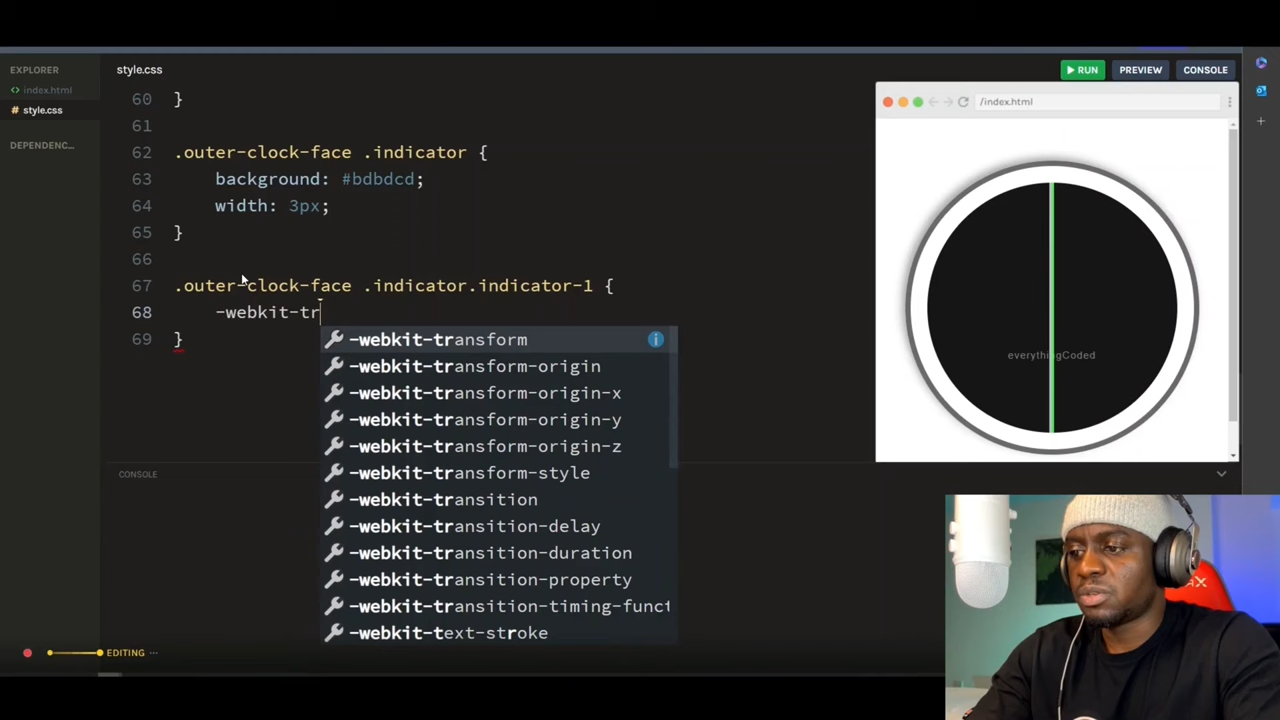 EXPLORER
<> index.html
# style.css
DEPENDENC...
style.css
RUN
PREVIEW
CONSOLE
/index.html
60 }
61
62 .outer-clock-face .indicator {
63 background: #bdbdcd;
64 width: 3px;
65 }
66
67 .outer-clock-face .indicator.indicator-1 {
68 -webkit-tr
69 }
-webkit-transform
-webkit-transform-origin
-webkit-transform-origin-x
-webkit-transform-origin-y
-webkit-transform-origin-z
-webkit-transform-style
-webkit-transition
-webkit-transition-delay
-webkit-transition-duration
-webkit-transition-property
-webkit-transition-timing-funct
-webkit-text-stroke
everythingCoded
CONSOLE
EDITING ...